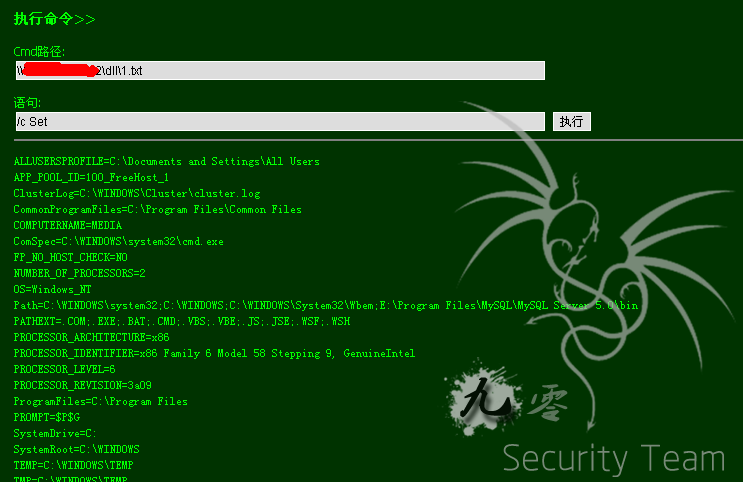 执行命令>>
Cmd路径:
2\dll\1.txt
语句:
/c Set
执行
ALLUSERSPROFILE=C:\Documents and Settings\All Users
APP_POOL_ID=100_FreeHost_1
ClusterLog=C:\WINDOWS\Cluster\cluster.log
CommonProgramFiles=C:\Program Files\Common Files
COMPUTERNAME=MEDIA
ComSpec=C:\WINDOWS\system32\cmd.exe
FP_NO_HOST_CHECK=NO
NUMBER_OF_PROCESSORS=2
OS=Windows_NT
Path=C:\WINDOWS\system32;C:\WINDOWS;C:\WINDOWS\System32\Wbem;E:\Program Files\MySQL\MySQL Server 5.0\bin
PATHEXT=.COM;.EXE;.BAT;.CMD;.VBS;.VBE;.JS;.JSE;.WSF;.WSH
PROCESSOR_ARCHITECTURE=x86
PROCESSOR_IDENTIFIER=x86 Family 6 Model 58 Stepping 9, GenuineIntel
PROCESSOR_LEVEL=6
PROCESSOR_REVISION=3a09
ProgramFiles=C:\Program Files
PROMPT=$P$G
SystemDrive=C:
SystemRoot=C:\WINDOWS
TEMP=C:\WINDOWS\TEMP
TMP=C:\WINDOWS\TEMP
九零
Security Team